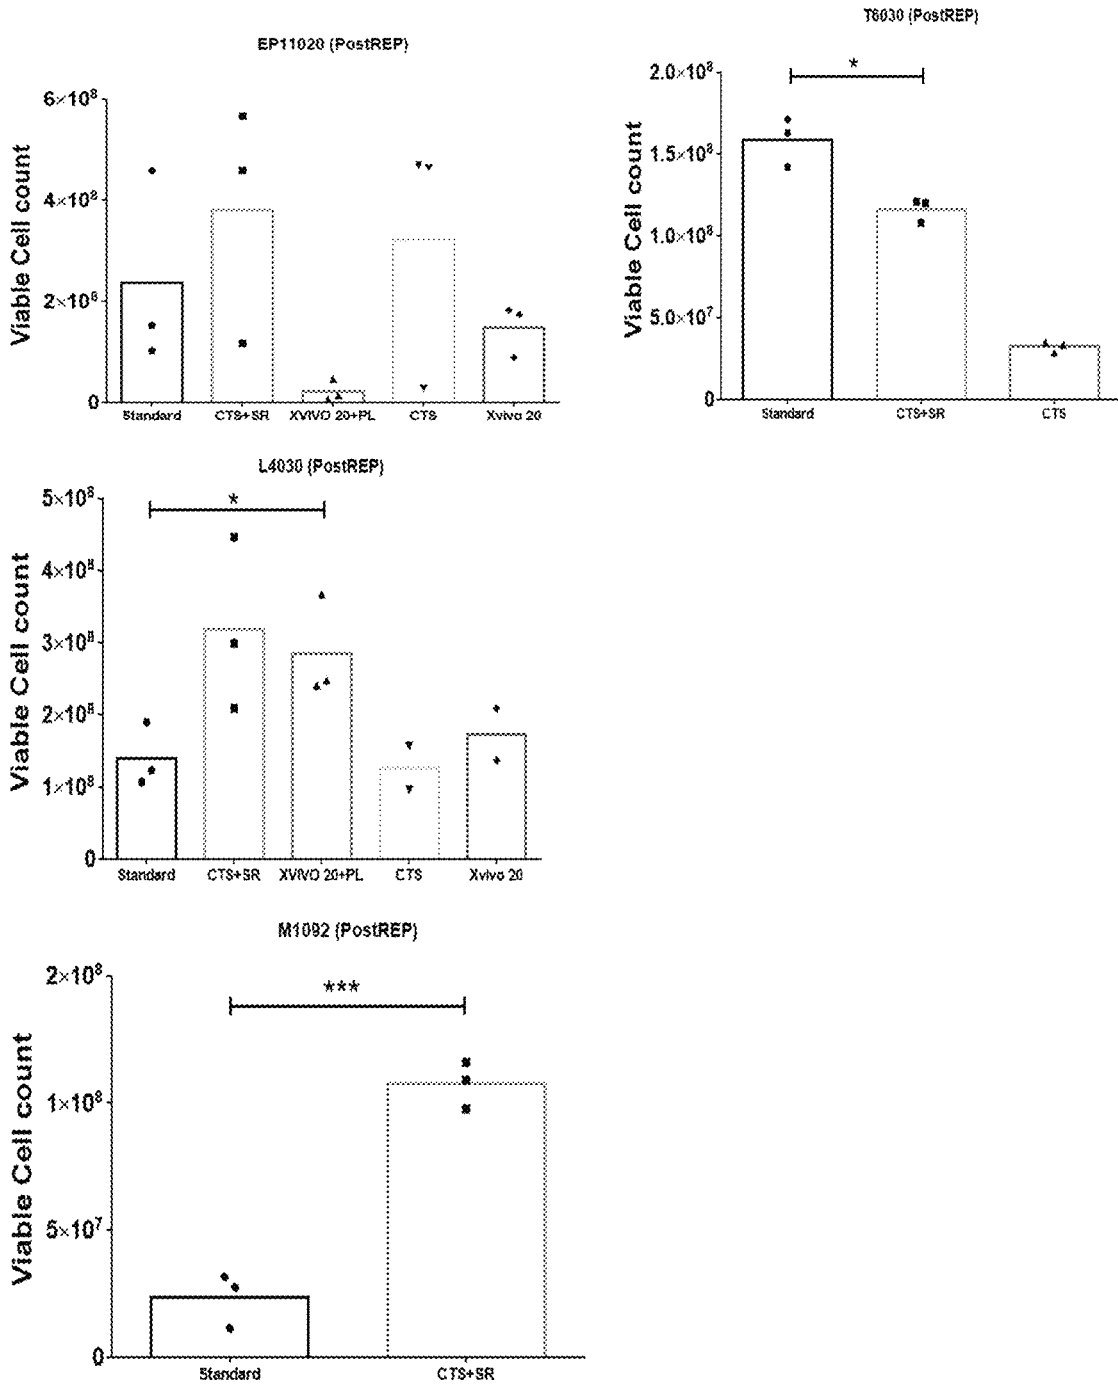 EP11020 (PostREP)
Viable Cell count
6×10⁸
4×10⁸
2×10⁸
0
Standard CTS+SR XVIVO 20+PL CTS Xvivo 20
T6030 (PostREP)
Viable Cell count
2.0×10⁸
1.5×10⁸
1.0×10⁸
5.0×10⁷
0
*
Standard CTS+SR CTS
L4030 (PostREP)
Viable Cell count
5×10⁸
4×10⁸
3×10⁸
2×10⁸
1×10⁸
0
*
Standard CTS+SR XVIVO 20+PL CTS Xvivo 20
M1092 (PostREP)
Viable Cell count
2×10⁸
1×10⁸
5×10⁷
0
***
Standard CTS+SR